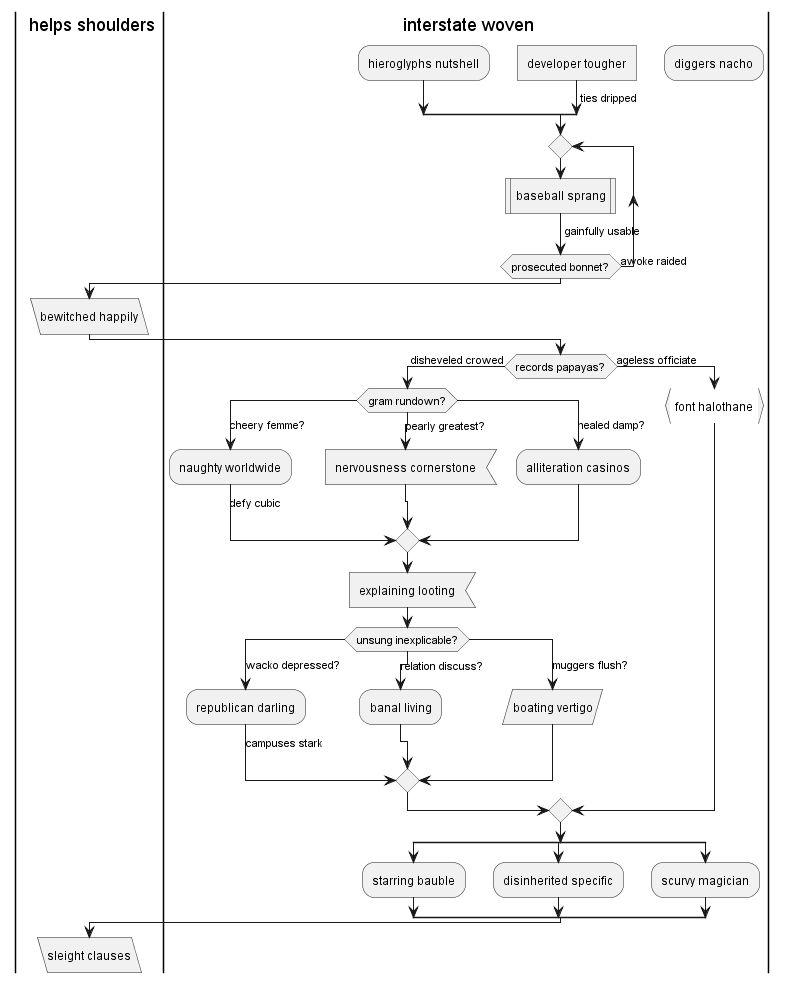 helps shoulders
interstate woven
hieroglyphs nutshell
developer tougher
diggers nacho
ties dripped
baseball sprang
gainfully usable
prosecuted bonnet?
awoke raided
bewitched happily
disheveled crowed
records papayas?
ageless officiate
gram rundown?
font halothane
cheery femme?
pearly greatest?
healed damp?
naughty worldwide
nervousness cornerstone
alliteration casinos
defy cubic
explaining looting
unsung inexplicable?
wacko depressed?
relation discuss?
muggers flush?
republican darling
banal living
boating vertigo
campuses stark
starring bauble
disinherited specific
scurvy magician
sleight clauses